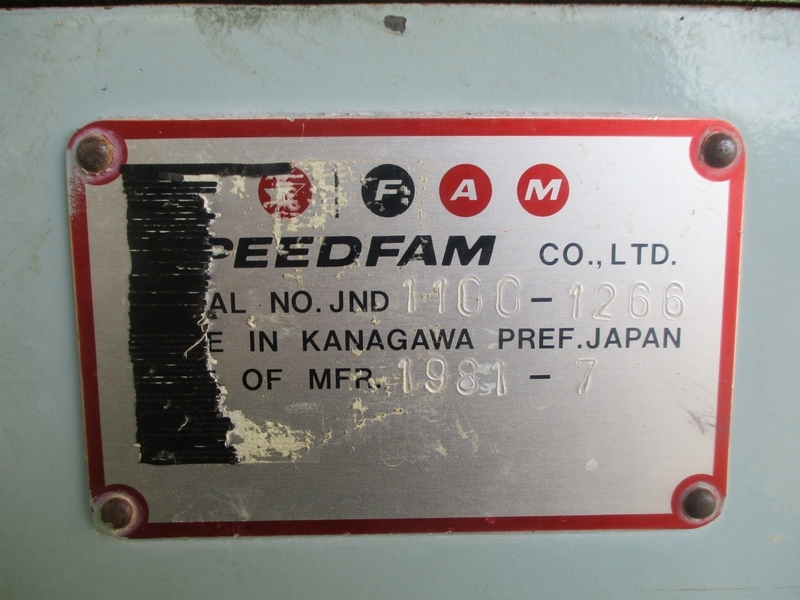 F A M
PEEDFAM CO., LTD.
AL NO. JND 1100-1266
E IN KANAGAWA PREF. JAPAN
OF MFR. 1981-7